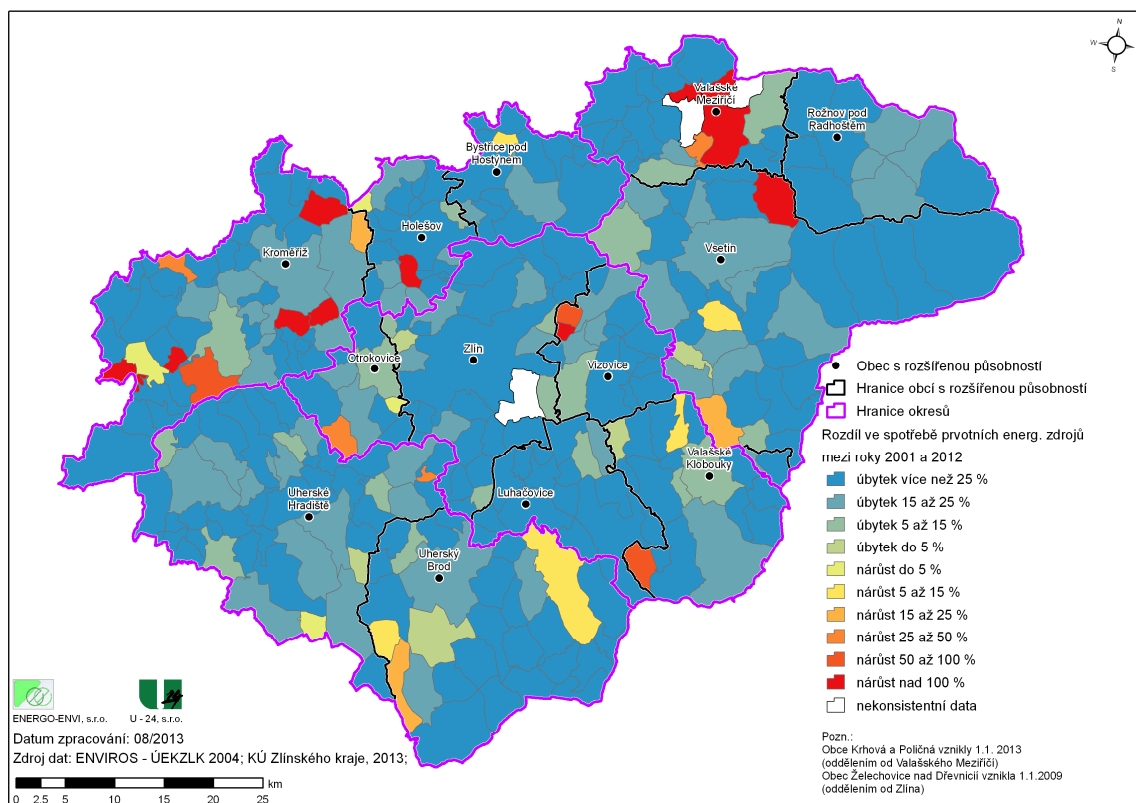 N
W
S
Valašské
Meziříčí
Rožnov pod
Radhoštěm
Bystřice pod
Hostýnem
Holešov
Kroměříž
Vsetín
Zlín
Otrokovice
Vizovice
Valašské
Klobouky
Uherské
Hradiště
Luhačovice
Uherský
Brod
Obec s rozšířenou působností
Hranice obcí s rozšířenou působností
Hranice okresů
Rozdíl ve spotřebě prvotních energ. zdrojů
mezi roky 2001 a 2012
úbytek více než 25 %
úbytek 15 až 25 %
úbytek 5 až 15 %
úbytek do 5 %
nárůst do 5 %
nárůst 5 až 15 %
nárůst 15 až 25 %
nárůst 25 až 50 %
nárůst 50 až 100 %
nárůst nad 100 %
nekonsistentní data
Pozn.:
Obce Krhová a Poličná vznikly 1.1. 2013
(oddělením od Valašského Meziříčí)
Obec Želechovice nad Dřevnicí vznikla 1.1.2009
(oddělením od Zlína)
ENERGO-ENVI, s.r.o. U - 24, s.r.o.
Datum zpracování: 08/2013
Zdroj dat: ENVIROS - ÚEKZLK 2004; KÚ Zlínského kraje, 2013;
km
0 2.5 5 10 15 20 25